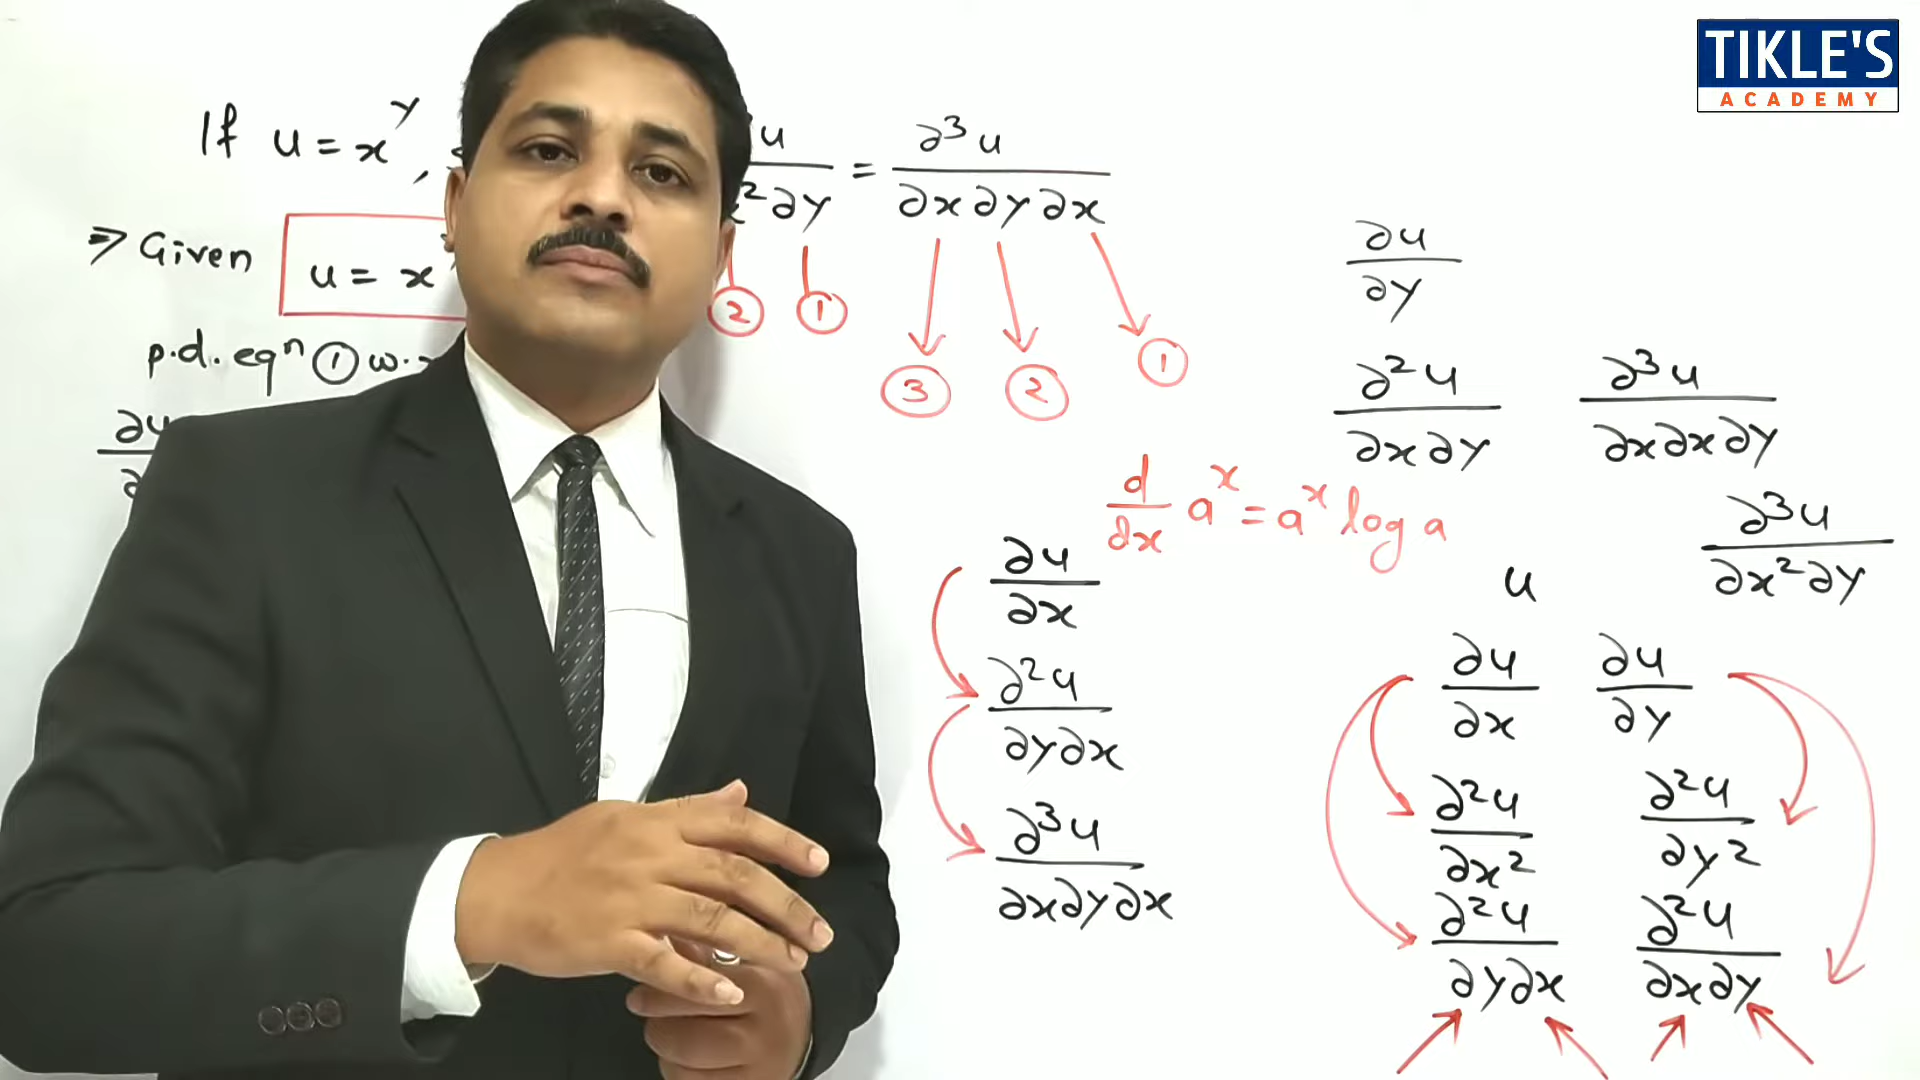 TIKLE'S
ACADEMY
If u = x^y ,
u
∂³u
= 
²∂y
∂x ∂y ∂x
⇒ Given
u = x
2
1
3
2
1
p.d. eqⁿ ① w.
∂u
∂u
∂y
∂²u
∂x∂y
∂³u
∂x∂x∂y
d/dx a^x = a^x log a
∂³u
∂x²∂y
∂u
∂x
∂²u
∂y∂x
∂³u
∂x∂y∂x
u
∂u
∂x
∂u
∂y
∂²u
∂x²
∂²u
∂y²
∂²u
∂y∂x
∂²u
∂x∂y